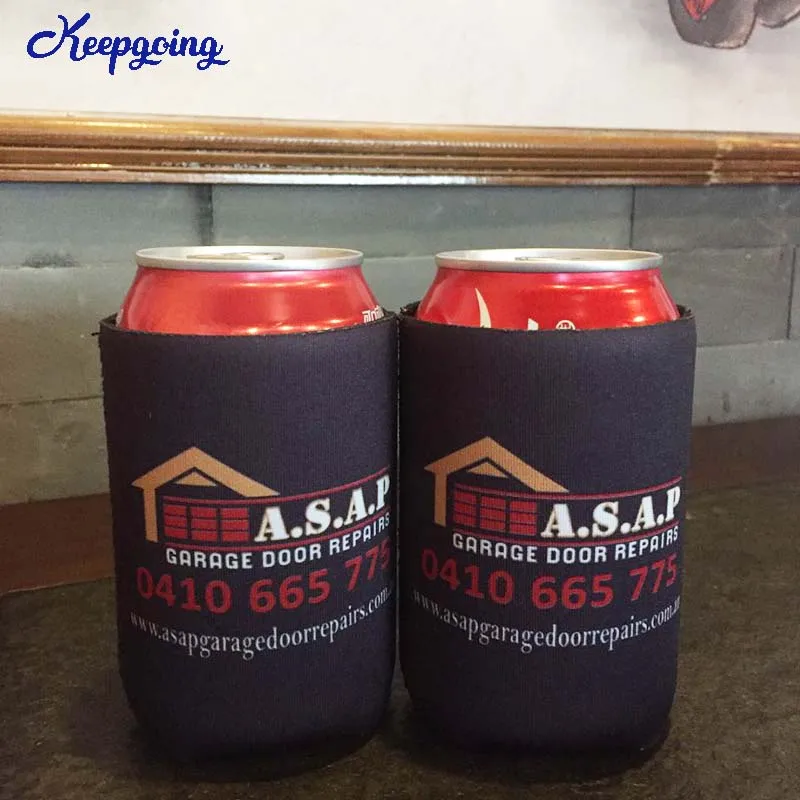 Keepgoing
A.S.A.P
GARAGE DOOR REPAIRS
0410 665 775
www.asapgaragedoorrepairs.com.
A.S.A.P
GARAGE DOOR REPAIRS
0410 665 775
www.asapgaragedoorrepairs.com.au